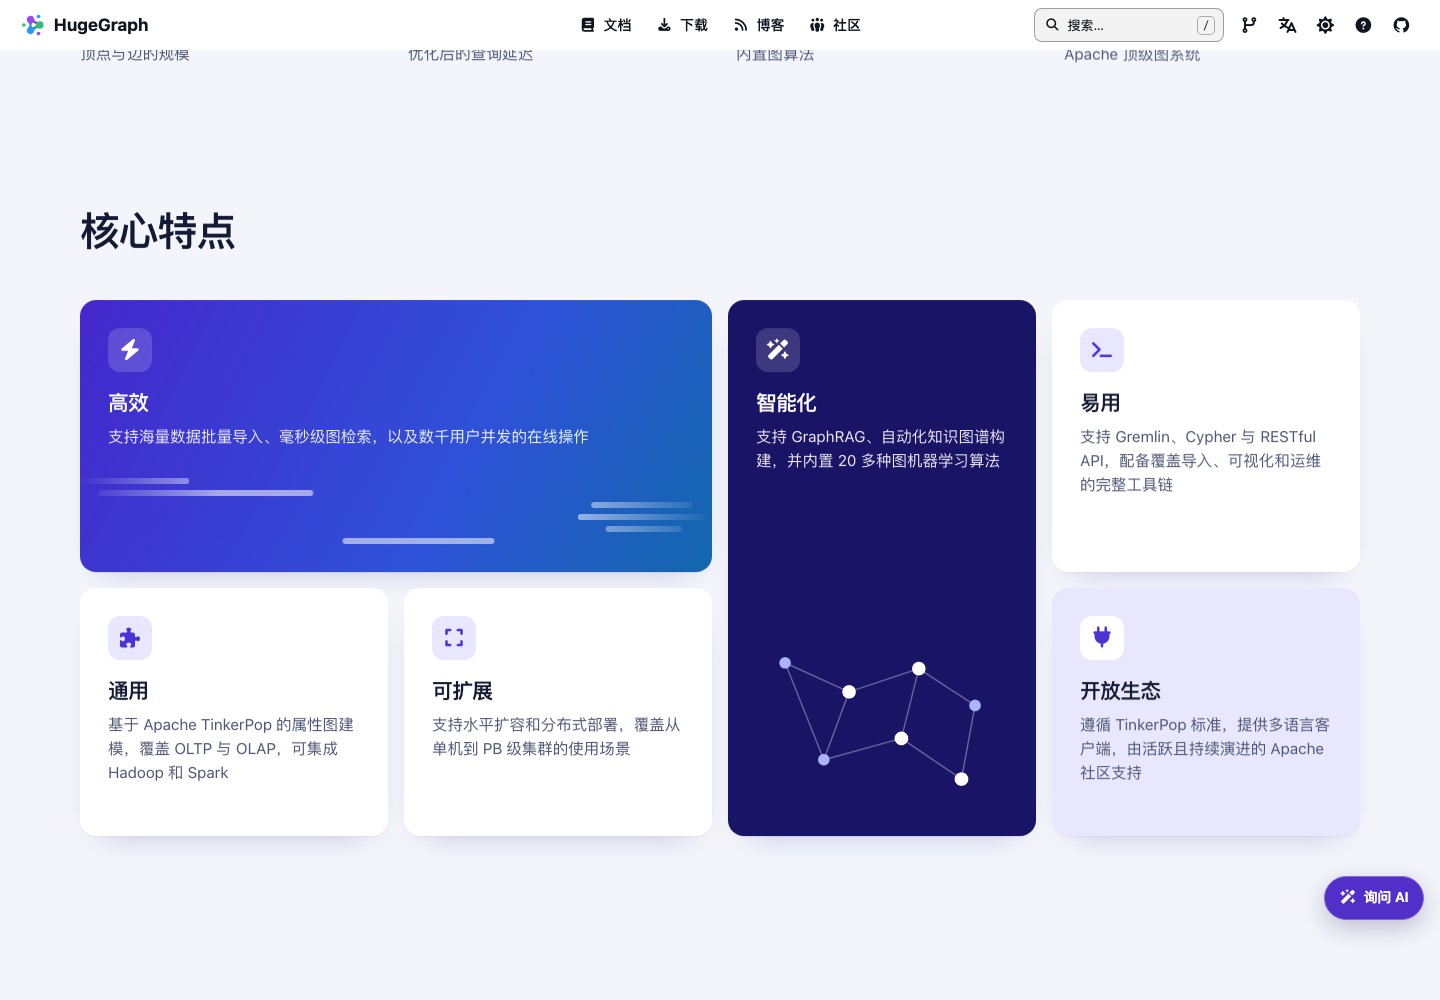 HugeGraph
文档
下载
博客
社区
搜索...
/
顶点与边的规模
优化后的查询延迟
内置图算法
Apache 顶级图系统
核心特点
高效
支持海量数据批量导入、毫秒级图检索，以及数千用户并发的在线操作
智能化
支持 GraphRAG、自动化知识图谱构
建，并内置 20 多种图机器学习算法
易用
支持 Gremlin、Cypher 与 RESTful
API，配备覆盖导入、可视化和运维
的完整工具链
通用
基于 Apache TinkerPop 的属性图建
模，覆盖 OLTP 与 OLAP，可集成
Hadoop 和 Spark
可扩展
支持水平扩容和分布式部署，覆盖从
单机到 PB 级集群的使用场景
开放生态
遵循 TinkerPop 标准，提供多语言客
户端，由活跃且持续演进的 Apache
社区支持
询问 AI